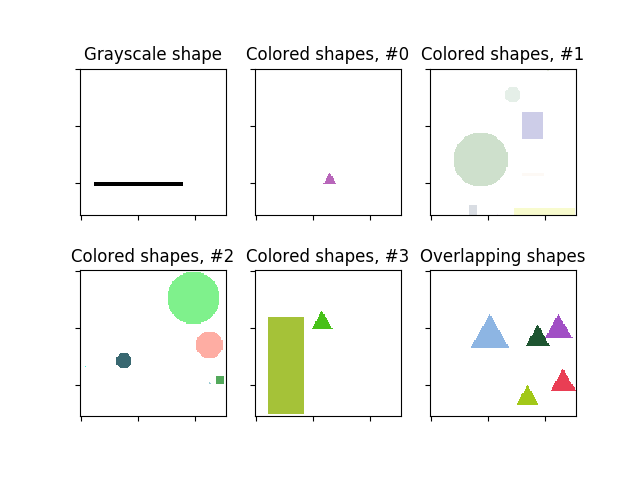 Grayscale shape
Colored shapes, #0
Colored shapes, #1
Colored shapes, #2
Colored shapes, #3
Overlapping shapes